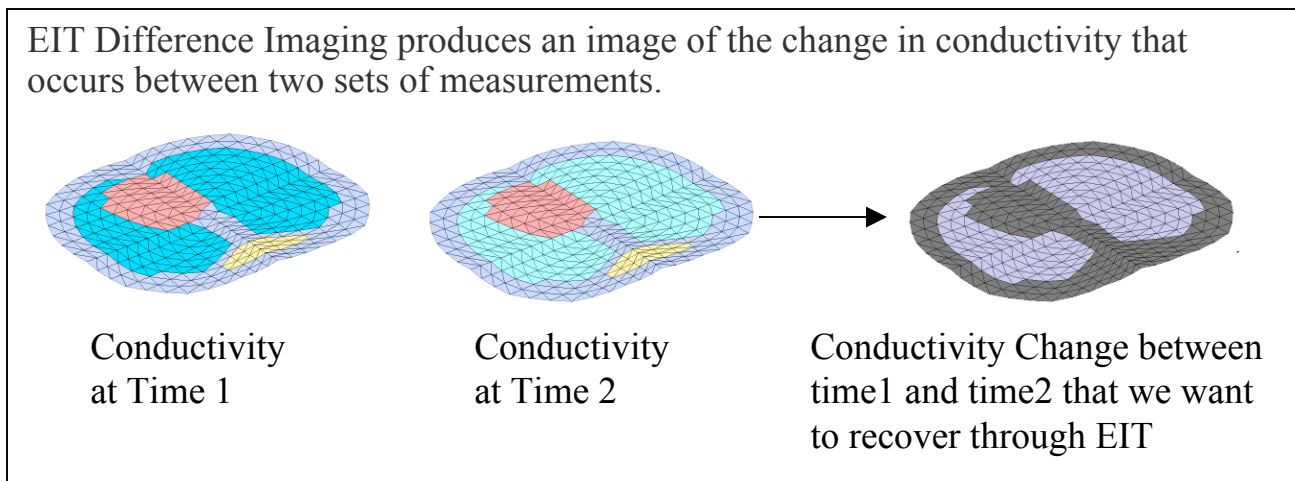 EIT Difference Imaging produces an image of the change in conductivity that
occurs between two sets of measurements.
Conductivity
at Time 1
Conductivity
at Time 2
Conductivity Change between
time1 and time2 that we want
to recover through EIT